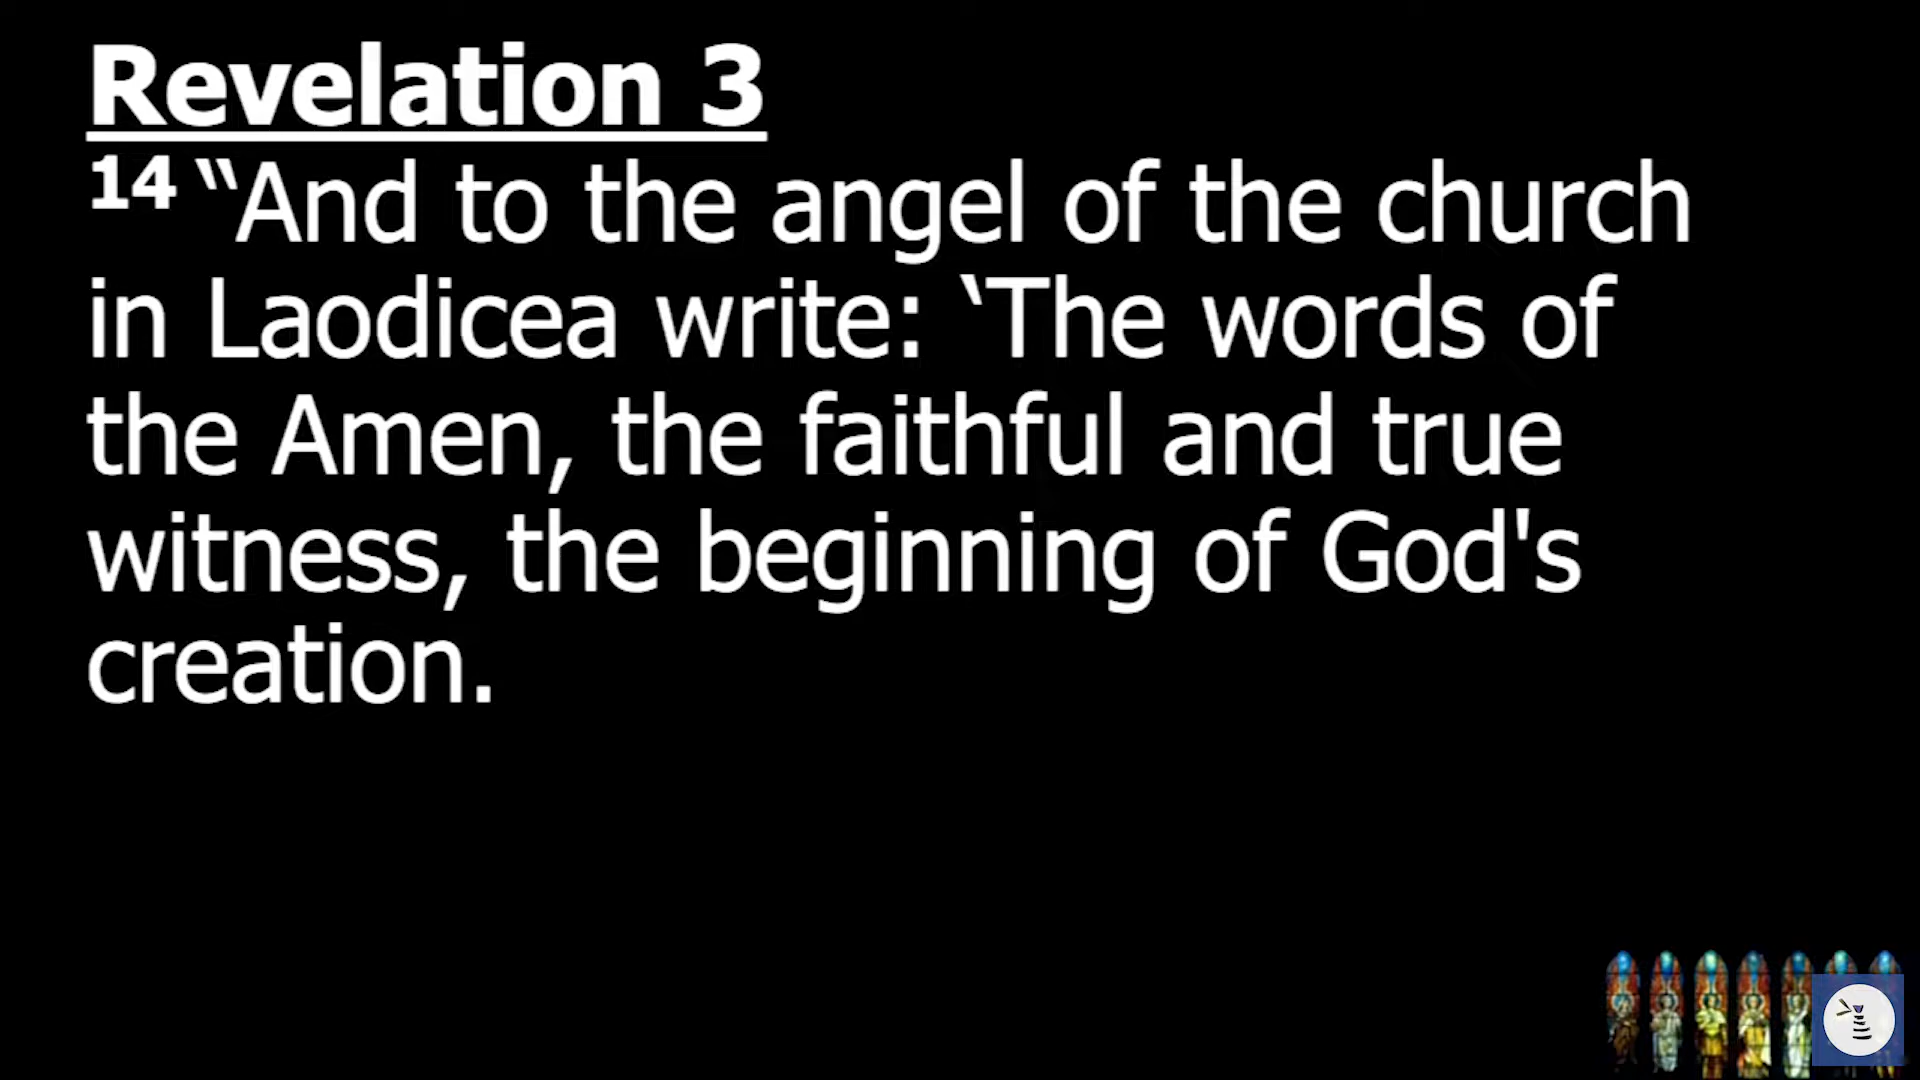 Revelation 3
14 “And to the angel of the church
in Laodicea write: ‘The words of
the Amen, the faithful and true
witness, the beginning of God's
creation.